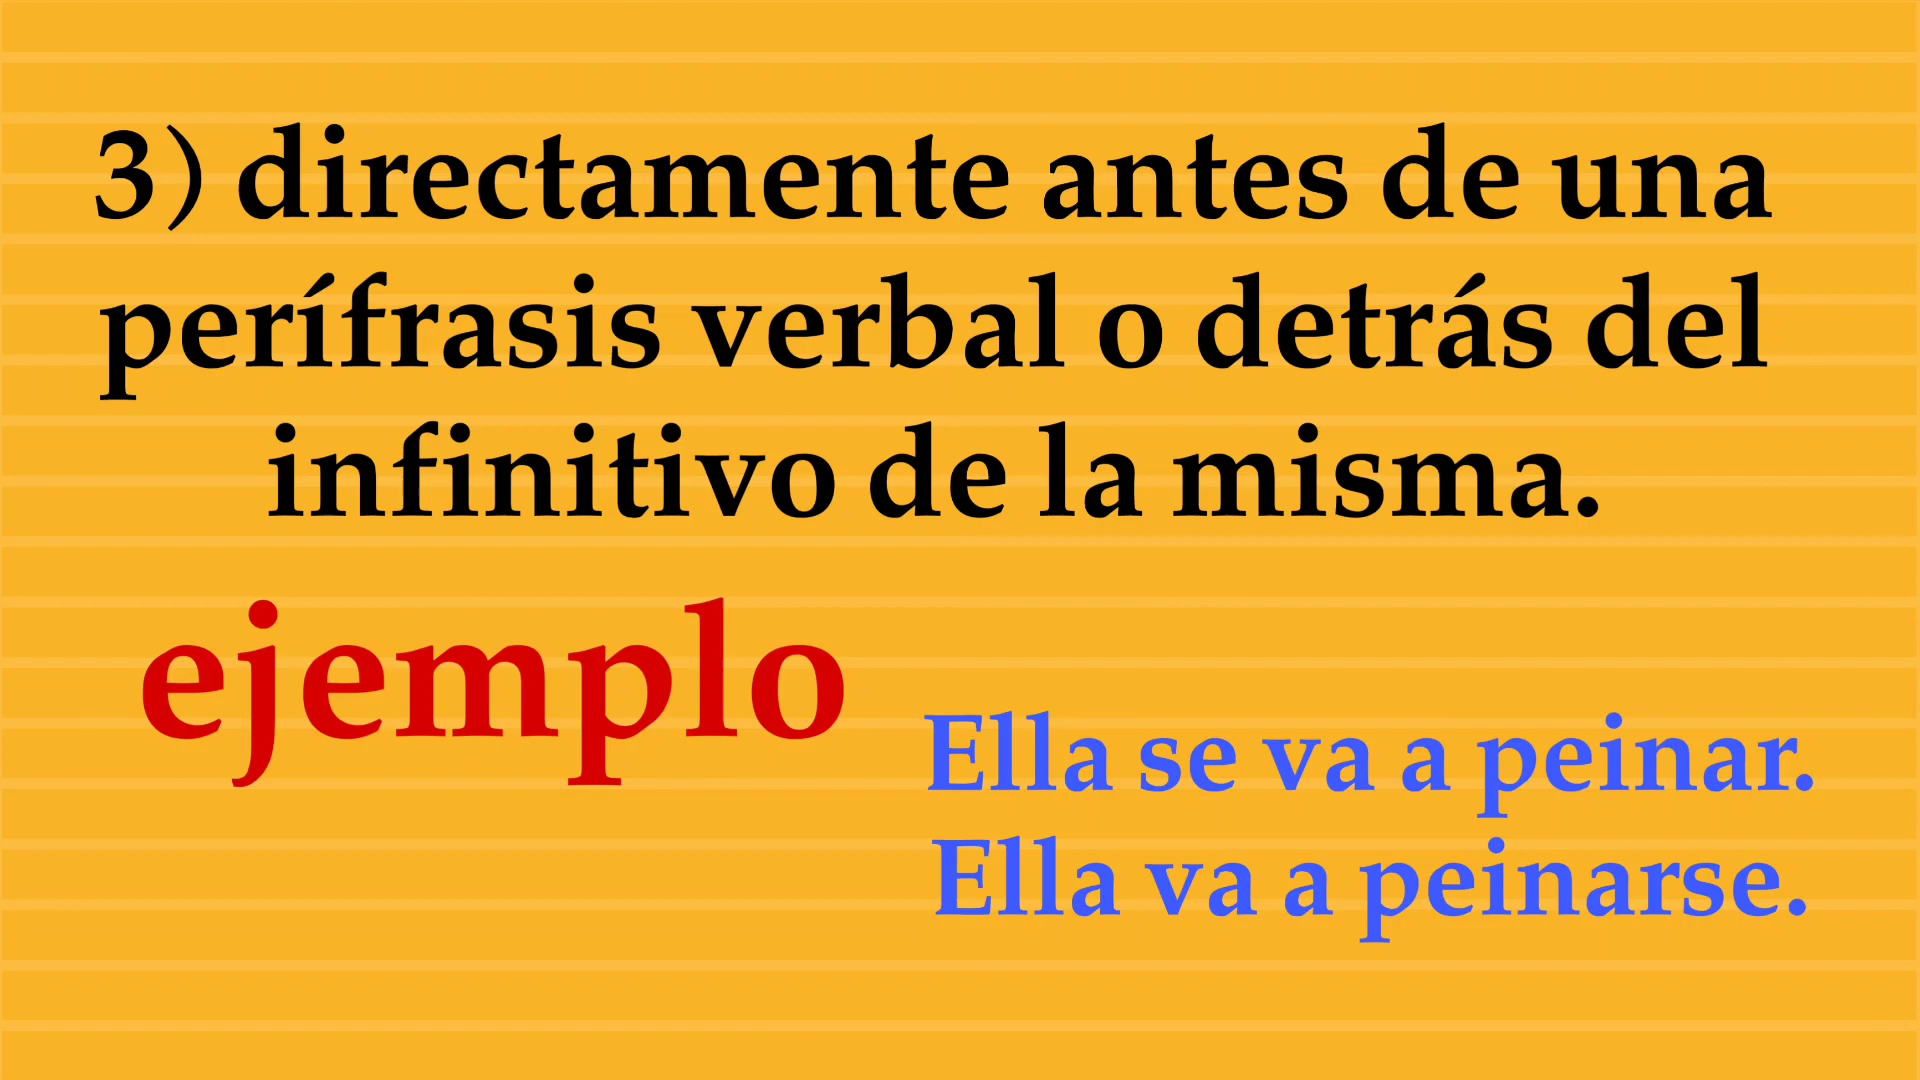 3) directamente antes de una
perífrasis verbal o detrás del
infinitivo de la misma.
ejemplo
Ella se va a peinar.
Ella va a peinarse.